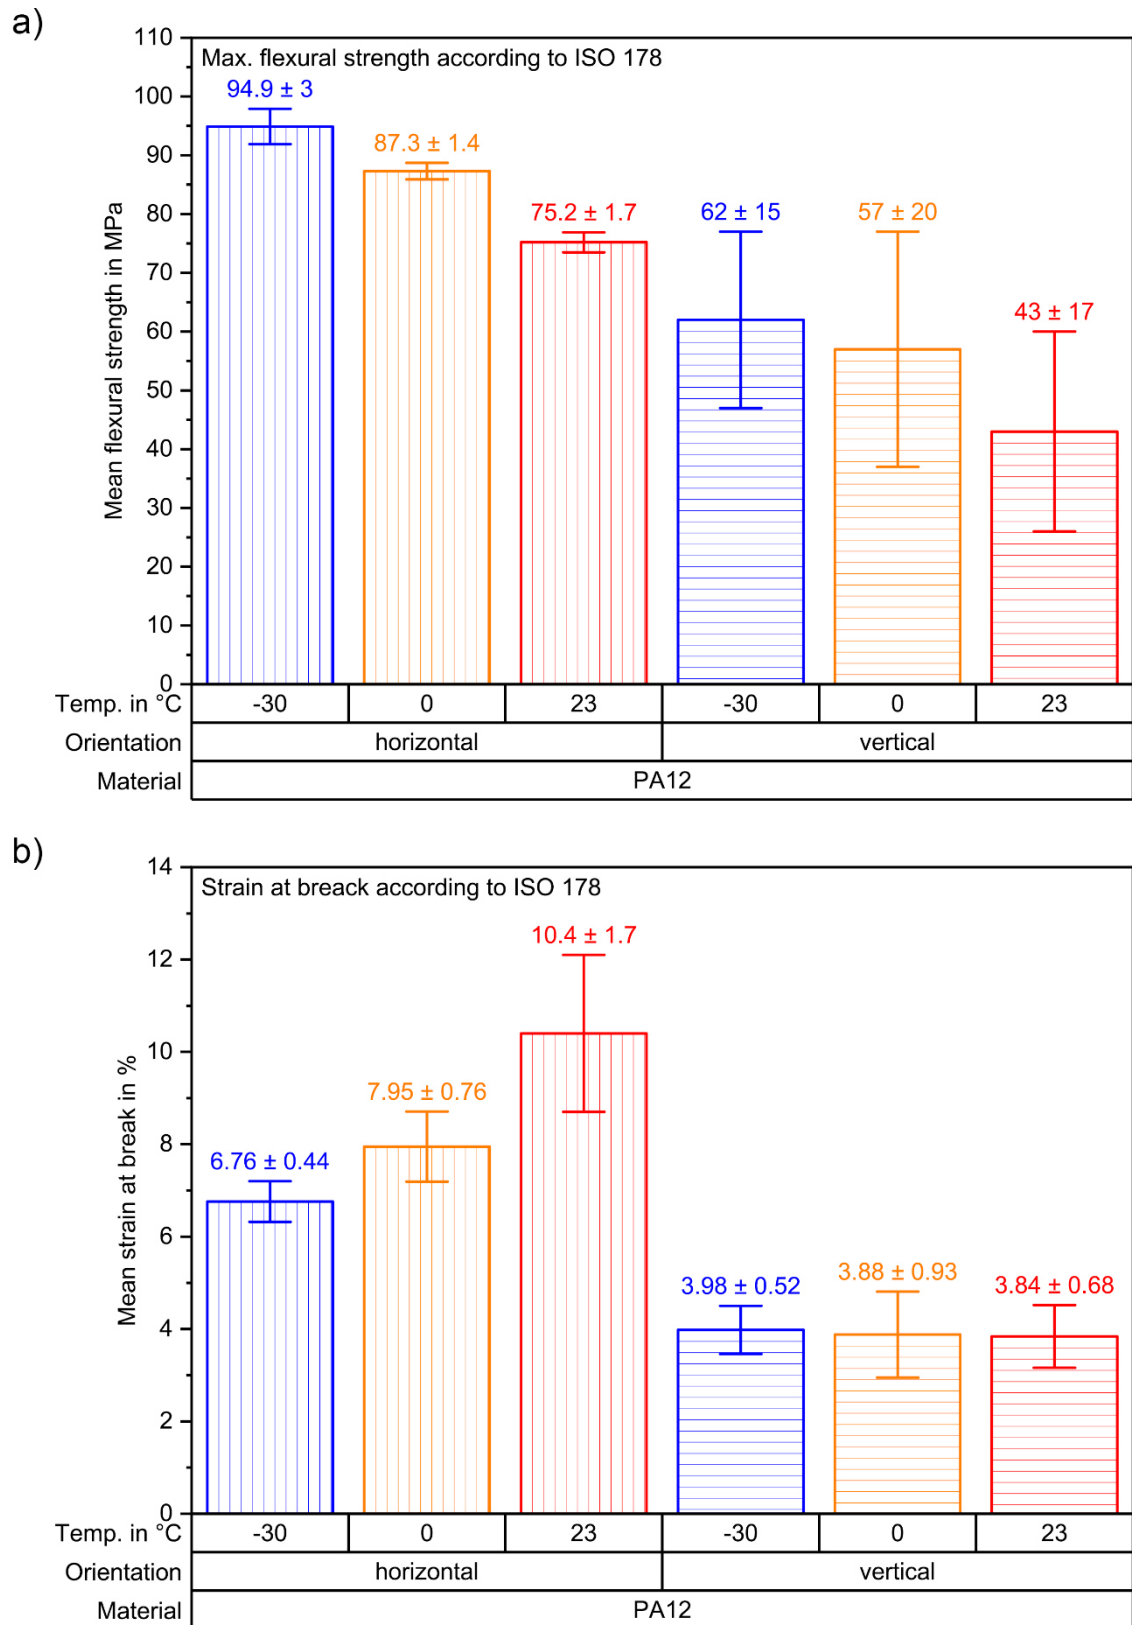 a)
Max. flexural strength according to ISO 178
Mean flexural strength in MPa
110
100
90
80
70
60
50
40
30
20
10
0
94.9 ± 3
87.3 ± 1.4
75.2 ± 1.7
62 ± 15
57 ± 20
43 ± 17
Temp. in °C -30 0 23 -30 0 23
Orientation horizontal vertical
Material PA12
b)
Strain at breack according to ISO 178
Mean strain at break in %
14
12
10
8
6
4
2
0
6.76 ± 0.44
7.95 ± 0.76
10.4 ± 1.7
3.98 ± 0.52
3.88 ± 0.93
3.84 ± 0.68
Temp. in °C -30 0 23 -30 0 23
Orientation horizontal vertical
Material PA12